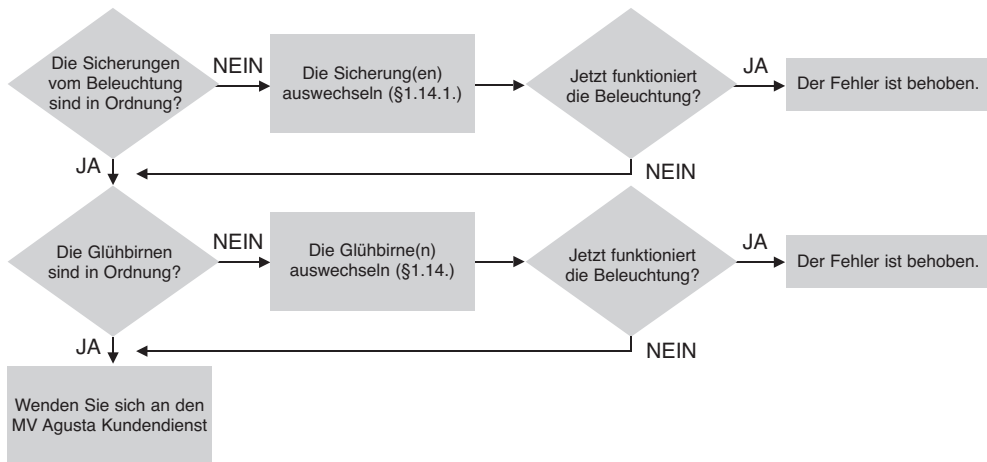 Die Sicherungen
vom Beleuchtung
sind in Ordnung?
NEIN
Die Sicherung(en)
auswechseln (§1.14.1.)
Jetzt funktioniert
die Beleuchtung?
JA
Der Fehler ist behoben.
JA
NEIN
Die Glühbirnen
sind in Ordnung?
NEIN
Die Glühbirne(n)
auswechseln (§1.14.)
Jetzt funktioniert
die Beleuchtung?
JA
Der Fehler ist behoben.
JA
NEIN
Wenden Sie sich an den
MV Agusta Kundendienst